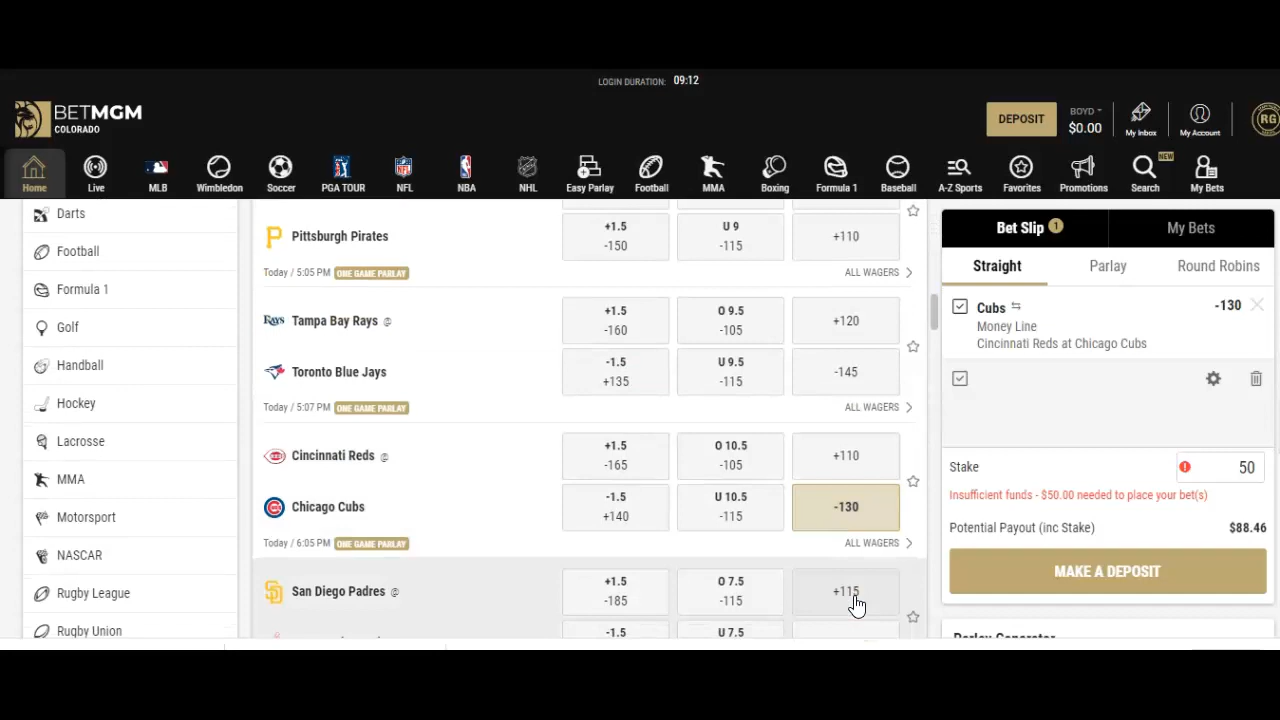 LOGIN DURATION: 09:12
BETMGM
COLORADO
DEPOSIT
BOYD
$0.00
My Inbox
My Account
RG
Home
Live
MLB
Wimbledon
Soccer
PGA TOUR
NFL
NBA
NHL
Easy Parlay
Football
MMA
Boxing
Formula 1
Baseball
A-Z Sports
Favorites
Promotions
NEW
Search
My Bets
Darts
Football
Formula 1
Golf
Handball
Hockey
Lacrosse
MMA
Motorsport
NASCAR
Rugby League
Rugby Union
Pittsburgh Pirates
+1.5
-150
U 9
-115
+110
Today / 5:05 PM ONE GAME PARLAY ALL WAGERS
Rays Tampa Bay Rays @
+1.5
-160
O 9.5
-105
+120
Toronto Blue Jays
-1.5
+135
U 9.5
-115
-145
Today / 5:07 PM ONE GAME PARLAY ALL WAGERS
Cincinnati Reds @
+1.5
-165
O 10.5
-105
+110
Chicago Cubs
-1.5
+140
U 10.5
-115
-130
Today / 6:05 PM ONE GAME PARLAY ALL WAGERS
San Diego Padres @
+1.5
-185
O 7.5
-115
+115
-1.5
U 7.5
Bet Slip 1
My Bets
Straight
Parlay
Round Robins
Cubs -130
Money Line
Cincinnati Reds at Chicago Cubs
Stake 50
Insufficient funds - $50.00 needed to place your bet(s)
Potential Payout (inc Stake) $88.46
MAKE A DEPOSIT
Parlay Generator